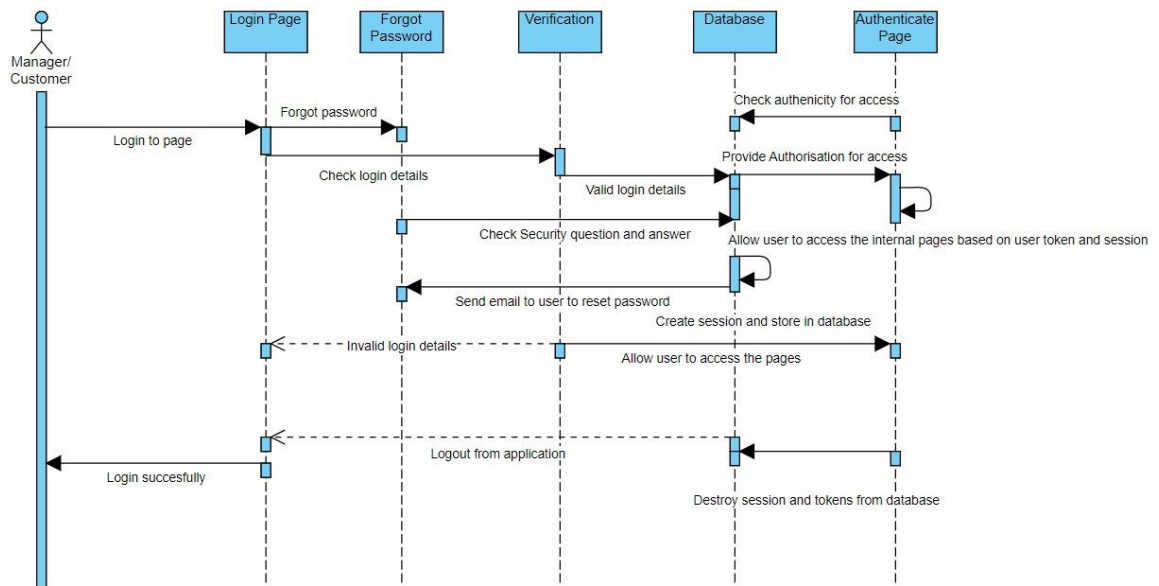 Login Page
Forgot
Password
Verification
Database
Authenticate
Page
Manager/
Customer
Check authenicity for access
Forgot password
Login to page
Provide Authorisation for access
Check login details
Valid login details
Check Security question and answer
Allow user to access the internal pages based on user token and session
Send email to user to reset password
Create session and store in database
Invalid login details
Allow user to access the pages
Logout from application
Login succesfully
Destroy session and tokens from database